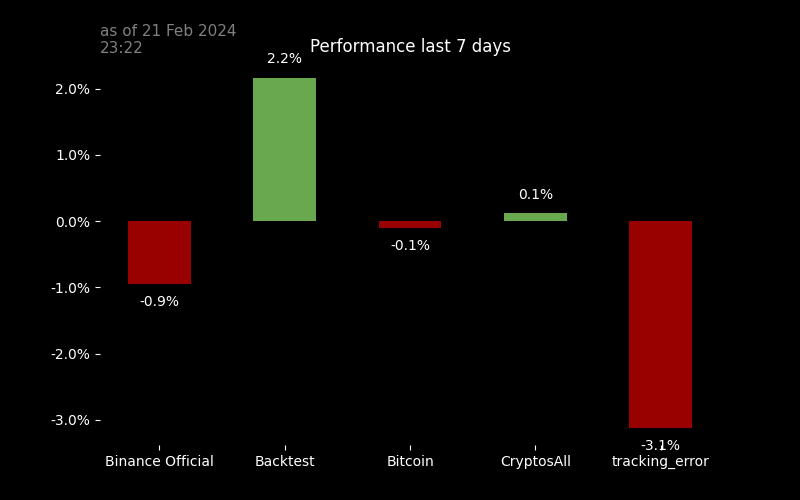 as of 21 Feb 2024
23:22
Performance last 7 days
2.0%
1.0%
0.0%
-1.0%
-2.0%
-3.0%
-0.9%
2.2%
-0.1%
0.1%
-3.1%
Binance Official
Backtest
Bitcoin
CryptosAll
tracking_error